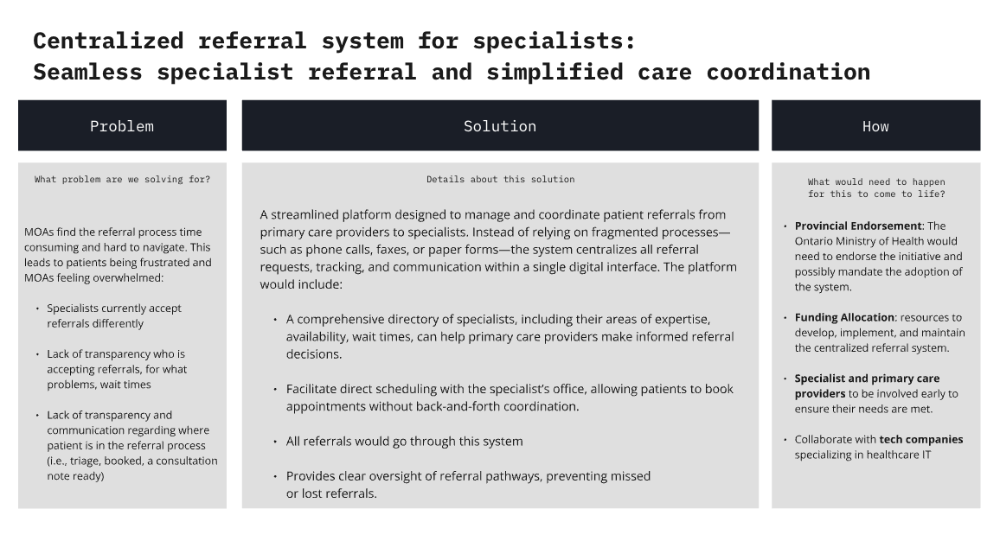 Centralized referral system for specialists:
Seamless specialist referral and simplified care coordination
Problem
What problem are we solving for?
MOAs find the referral process time
consuming and hard to navigate. This
leads to patients being frustrated and
MOAs feeling overwhelmed:
• Specialists currently accept
referrals differently
• Lack of transparency who is
accepting referrals, for what
problems, wait times
• Lack of transparency and
communication regarding where
patient is in the referral process
(i.e., triage, booked, a consultation
note ready)
Solution
Details about this solution
A streamlined platform designed to manage and coordinate patient referrals from
primary care providers to specialists. Instead of relying on fragmented processes—
such as phone calls, faxes, or paper forms—the system centralizes all referral
requests, tracking, and communication within a single digital interface. The platform
would include:
• A comprehensive directory of specialists, including their areas of expertise,
availability, wait times, can help primary care providers make informed referral
decisions.
• Facilitate direct scheduling with the specialist’s office, allowing patients to book
appointments without back-and-forth coordination.
• All referrals would go through this system
• Provides clear oversight of referral pathways, preventing missed
or lost referrals.
How
What would need to happen
for this to come to life?
• Provincial Endorsement: The
Ontario Ministry of Health would
need to endorse the initiative and
possibly mandate the adoption of
the system.
• Funding Allocation: resources to
develop, implement, and maintain
the centralized referral system.
• Specialist and primary care
providers to be involved early to
ensure their needs are met.
• Collaborate with tech companies
specializing in healthcare IT